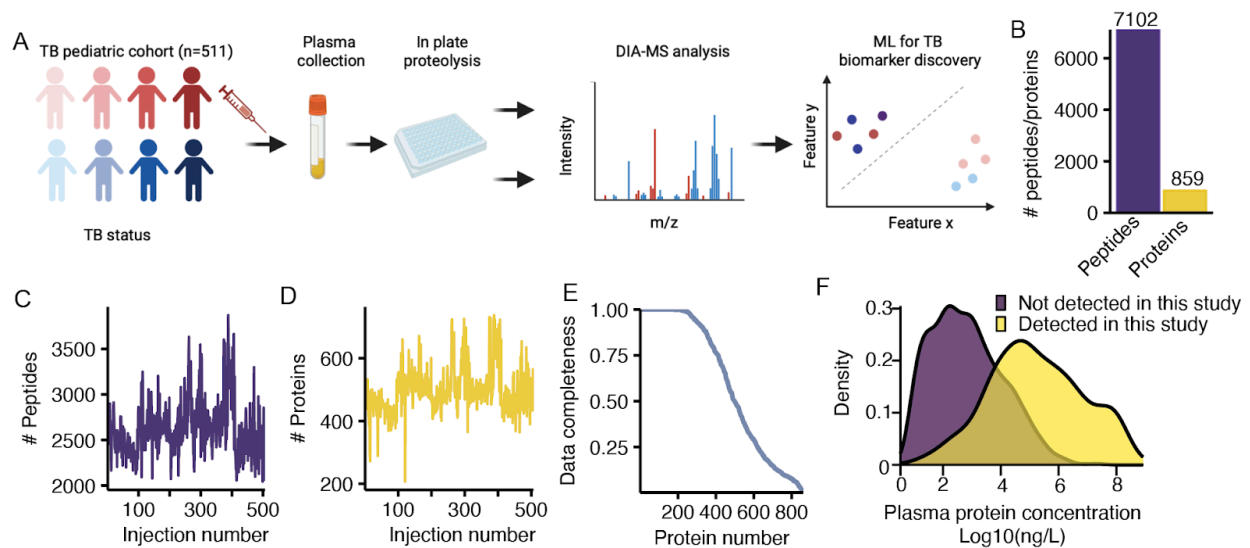 A
TB pediatric cohort (n=511)
TB status
Plasma
collection
In plate
proteolysis
DIA-MS analysis
Intensity
m/z
ML for TB
biomarker discovery
Feature y
Feature x
B
# peptides/proteins
7102
859
6000
4000
2000
0
Peptides
Proteins
C
# Peptides
3500
3000
2500
2000
100
300
500
Injection number
D
# Proteins
600
400
200
100
300
500
Injection number
E
Data completeness
1.00
0.75
0.50
0.25
200
400
600
800
Protein number
F
Not detected in this study
Detected in this study
Density
0.3
0.2
0.1
0
0
2
4
6
8
Plasma protein concentration
Log10(ng/L)